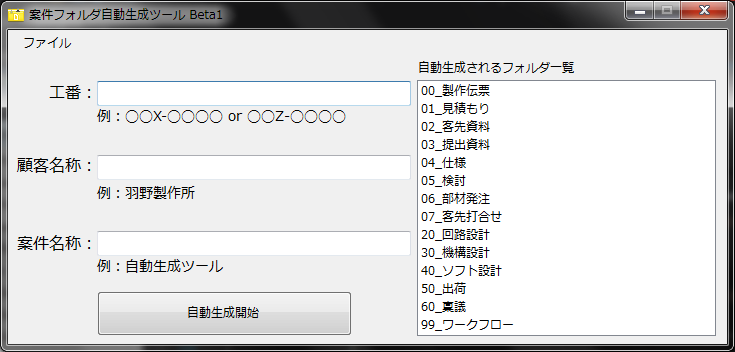 案件フォルダ自動生成ツール Beta1
ファイル
工番：
例：○○X-○○○○ or ○○Z-○○○○
顧客名称：
例：羽野製作所
案件名称：
例：自動生成ツール
自動生成開始
自動生成されるフォルダ一覧
00_製作伝票
01_見積もり
02_客先資料
03_提出資料
04_仕様
05_検討
06_部材発注
07_客先打合せ
20_回路設計
30_機構設計
40_ソフト設計
50_出荷
60_稟議
99_ワークフロー